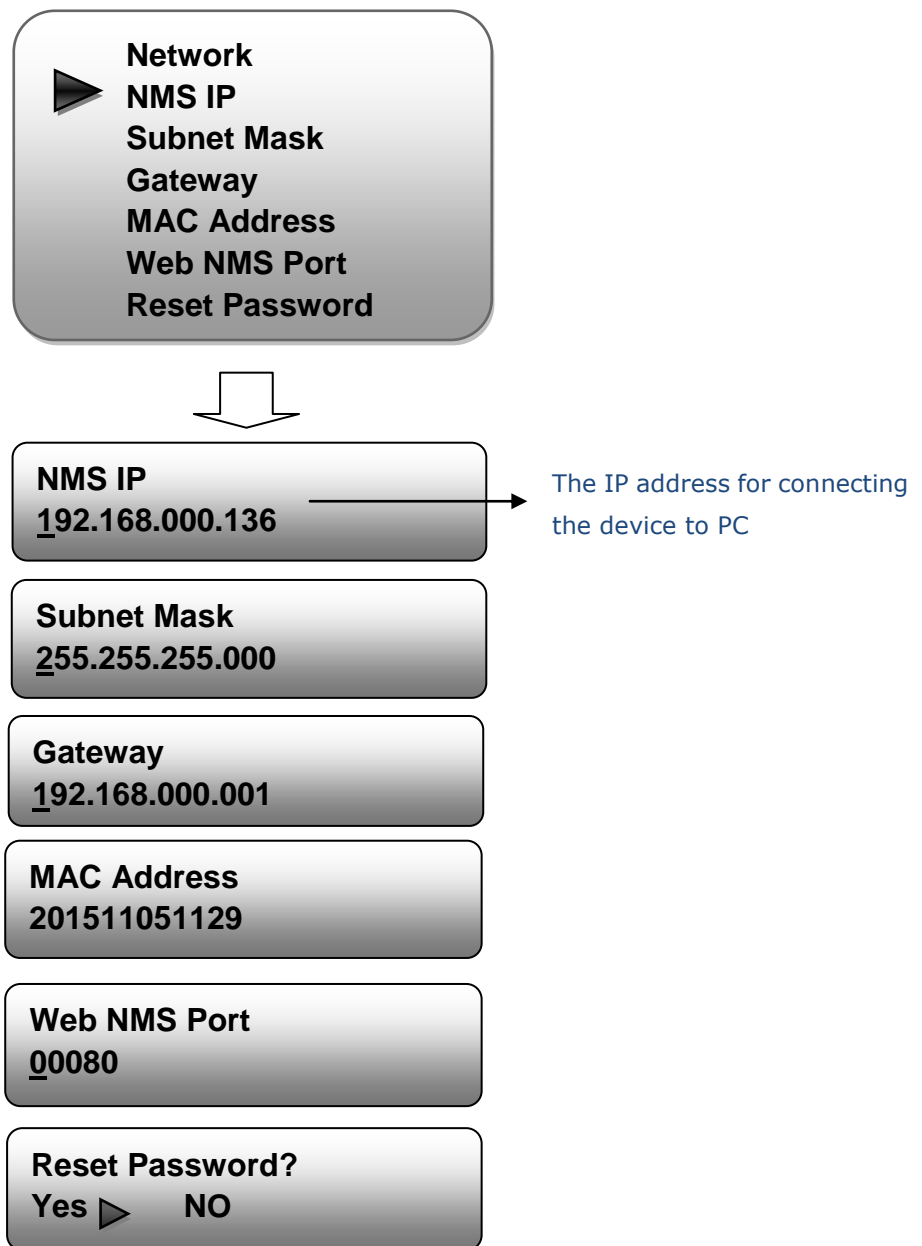 Network
NMS IP
Subnet Mask
Gateway
MAC Address
Web NMS Port
Reset Password
NMS IP
192.168.000.136
The IP address for connecting
the device to PC
Subnet Mask
255.255.255.000
Gateway
192.168.000.001
MAC Address
201511051129
Web NMS Port
00080
Reset Password?
Yes NO